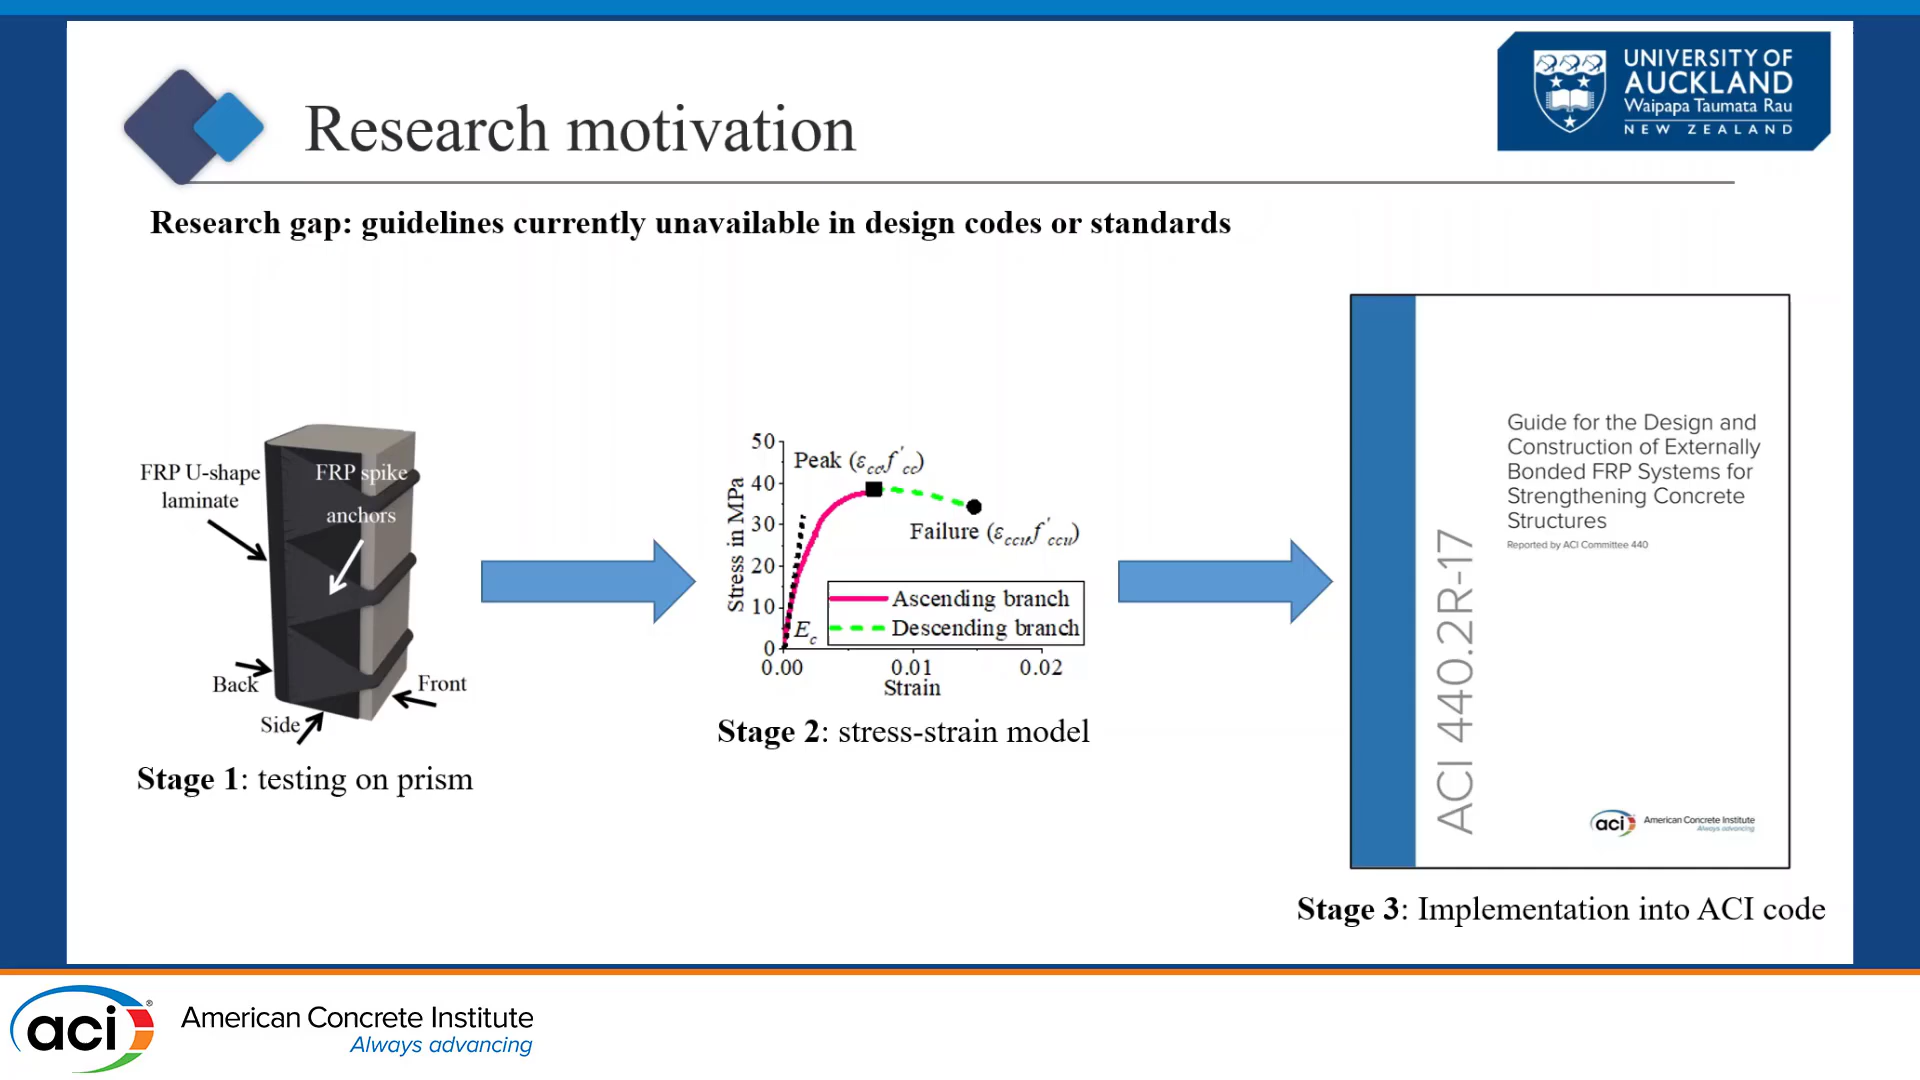 UNIVERSITY OF
AUCKLAND
Waipapa Taumata Rau
NEW ZEALAND
Research motivation
Research gap: guidelines currently unavailable in design codes or standards
FRP U-shape
laminate
FRP spike
anchors
Back
Side
Front
Stage 1: testing on prism
50
40
30
20
10
0
Stress in MPa
Peak (εcc, f'cc)
Failure (εccu, f'ccu)
Ec
Ascending branch
Descending branch
0.00
0.01
0.02
Strain
Stage 2: stress-strain model
Guide for the Design and
Construction of Externally
Bonded FRP Systems for
Strengthening Concrete
Structures
Reported by ACI Committee 440
ACI 440.2R-17
aci
American Concrete Institute
Always advancing
Stage 3: Implementation into ACI code
aci®
American Concrete Institute
Always advancing